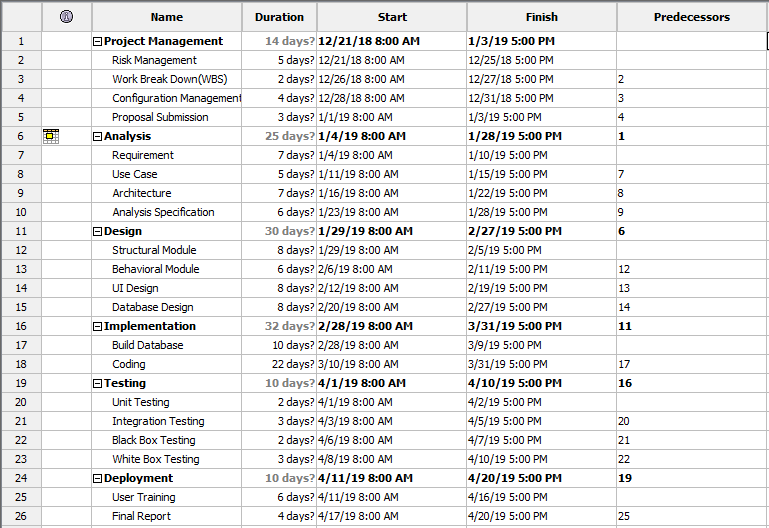 Name Duration Start Finish Predecessors
1 Project Management 14 days? 12/21/18 8:00 AM 1/3/19 5:00 PM
2 Risk Management 5 days? 12/21/18 8:00 AM 12/25/18 5:00 PM
3 Work Break Down(WBS) 2 days? 12/26/18 8:00 AM 12/27/18 5:00 PM 2
4 Configuration Management 4 days? 12/28/18 8:00 AM 12/31/18 5:00 PM 3
5 Proposal Submission 3 days? 1/1/19 8:00 AM 1/3/19 5:00 PM 4
6 Analysis 25 days? 1/4/19 8:00 AM 1/28/19 5:00 PM 1
7 Requirement 7 days? 1/4/19 8:00 AM 1/10/19 5:00 PM
8 Use Case 5 days? 1/11/19 8:00 AM 1/15/19 5:00 PM 7
9 Architecture 7 days? 1/16/19 8:00 AM 1/22/19 5:00 PM 8
10 Analysis Specification 6 days? 1/23/19 8:00 AM 1/28/19 5:00 PM 9
11 Design 30 days? 1/29/19 8:00 AM 2/27/19 5:00 PM 6
12 Structural Module 8 days? 1/29/19 8:00 AM 2/5/19 5:00 PM
13 Behavioral Module 6 days? 2/6/19 8:00 AM 2/11/19 5:00 PM 12
14 UI Design 8 days? 2/12/19 8:00 AM 2/19/19 5:00 PM 13
15 Database Design 8 days? 2/20/19 8:00 AM 2/27/19 5:00 PM 14
16 Implementation 32 days? 2/28/19 8:00 AM 3/31/19 5:00 PM 11
17 Build Database 10 days? 2/28/19 8:00 AM 3/9/19 5:00 PM
18 Coding 22 days? 3/10/19 8:00 AM 3/31/19 5:00 PM 17
19 Testing 10 days? 4/1/19 8:00 AM 4/10/19 5:00 PM 16
20 Unit Testing 2 days? 4/1/19 8:00 AM 4/2/19 5:00 PM
21 Integration Testing 3 days? 4/3/19 8:00 AM 4/5/19 5:00 PM 20
22 Black Box Testing 2 days? 4/6/19 8:00 AM 4/7/19 5:00 PM 21
23 White Box Testing 3 days? 4/8/19 8:00 AM 4/10/19 5:00 PM 22
24 Deployment 10 days? 4/11/19 8:00 AM 4/20/19 5:00 PM 19
25 User Training 6 days? 4/11/19 8:00 AM 4/16/19 5:00 PM
26 Final Report 4 days? 4/17/19 8:00 AM 4/20/19 5:00 PM 25